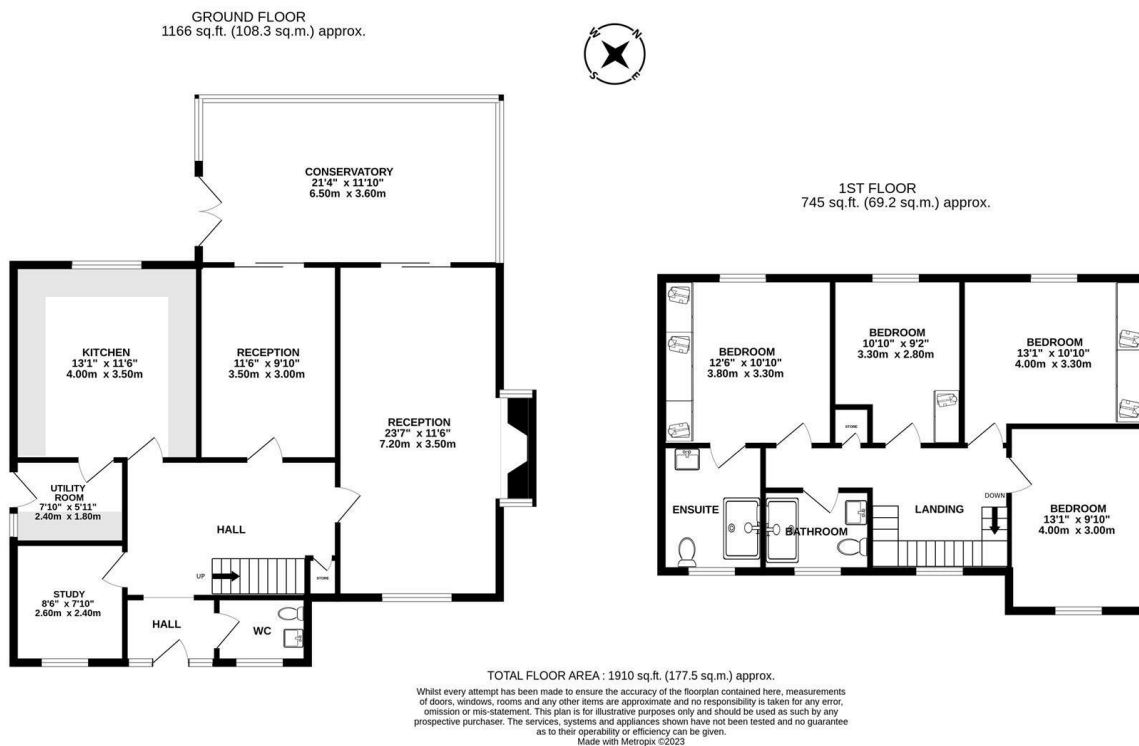 GROUND FLOOR
1166 sq.ft. (108.3 sq.m.) approx.
W N
S E
CONSERVATORY
21'4" x 11'10"
6.50m x 3.60m
KITCHEN
13'1" x 11'6"
4.00m x 3.50m
RECEPTION
11'6" x 9'10"
3.50m x 3.00m
RECEPTION
23'7" x 11'6"
7.20m x 3.50m
UTILITY
ROOM
7'10" x 5'11"
2.40m x 1.80m
HALL
UP
STORE
STUDY
8'6" x 7'10"
2.60m x 2.40m
HALL
WC
1ST FLOOR
745 sq.ft. (69.2 sq.m.) approx.
BEDROOM
12'6" x 10'10"
3.80m x 3.30m
BEDROOM
10'10" x 9'2"
3.30m x 2.80m
BEDROOM
13'1" x 10'10"
4.00m x 3.30m
STORE
ENSUITE
BATHROOM
LANDING
DOWN
BEDROOM
13'1" x 9'10"
4.00m x 3.00m
TOTAL FLOOR AREA : 1910 sq.ft. (177.5 sq.m.) approx.
Whilst every attempt has been made to ensure the accuracy of the floorplan contained here, measurements
of doors, windows, rooms and any other items are approximate and no responsibility is taken for any error,
omission or mis-statement. This plan is for illustrative purposes only and should be used as such by any
prospective purchaser. The services, systems and appliances shown have not been tested and no guarantee
as to their operability or efficiency can be given.
Made with Metropix ©2023